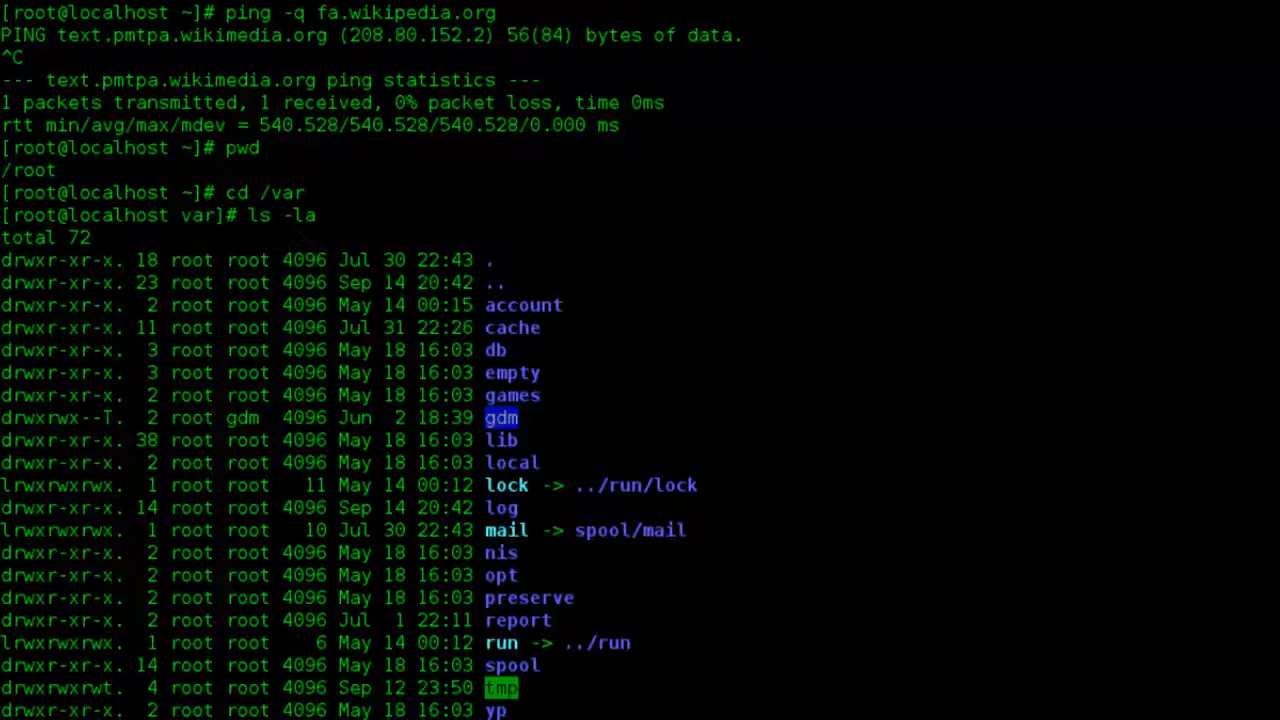 [root@localhost ~]# ping -q fa.wikipedia.org
PING text.pmtpa.wikimedia.org (208.80.152.2) 56(84) bytes of data.
^C
--- text.pmtpa.wikimedia.org ping statistics ---
1 packets transmitted, 1 received, 0% packet loss, time 0ms
rtt min/avg/max/mdev = 540.528/540.528/540.528/0.000 ms
[root@localhost ~]# pwd
/root
[root@localhost ~]# cd /var
[root@localhost var]# ls -la
total 72
drwxr-xr-x. 18 root root 4096 Jul 30 22:43 .
drwxr-xr-x. 23 root root 4096 Sep 14 20:42 ..
drwxr-xr-x.  2 root root 4096 May 14 00:15 account
drwxr-xr-x. 11 root root 4096 Jul 31 22:26 cache
drwxr-xr-x.  3 root root 4096 May 18 16:03 db
drwxr-xr-x.  3 root root 4096 May 18 16:03 empty
drwxr-xr-x.  2 root root 4096 May 18 16:03 games
drwxrwx--T.  2 root gdm  4096 Jun  2 18:39 gdm
drwxr-xr-x. 38 root root 4096 May 18 16:03 lib
drwxr-xr-x.  2 root root 4096 May 18 16:03 local
lrwxrwxrwx.  1 root root   11 May 14 00:12 lock -> ../run/lock
drwxr-xr-x. 14 root root 4096 Sep 14 20:42 log
lrwxrwxrwx.  1 root root   10 Jul 30 22:43 mail -> spool/mail
drwxr-xr-x.  2 root root 4096 May 18 16:03 nis
drwxr-xr-x.  2 root root 4096 May 18 16:03 opt
drwxr-xr-x.  2 root root 4096 May 18 16:03 preserve
drwxr-xr-x.  2 root root 4096 Jul  1 22:11 report
lrwxrwxrwx.  1 root root    6 May 14 00:12 run -> ../run
drwxr-xr-x. 14 root root 4096 May 18 16:03 spool
drwxrwxrwt.  4 root root 4096 Sep 12 23:50 tmp
drwxr-xr-x.  2 root root 4096 May 18 16:03 yp